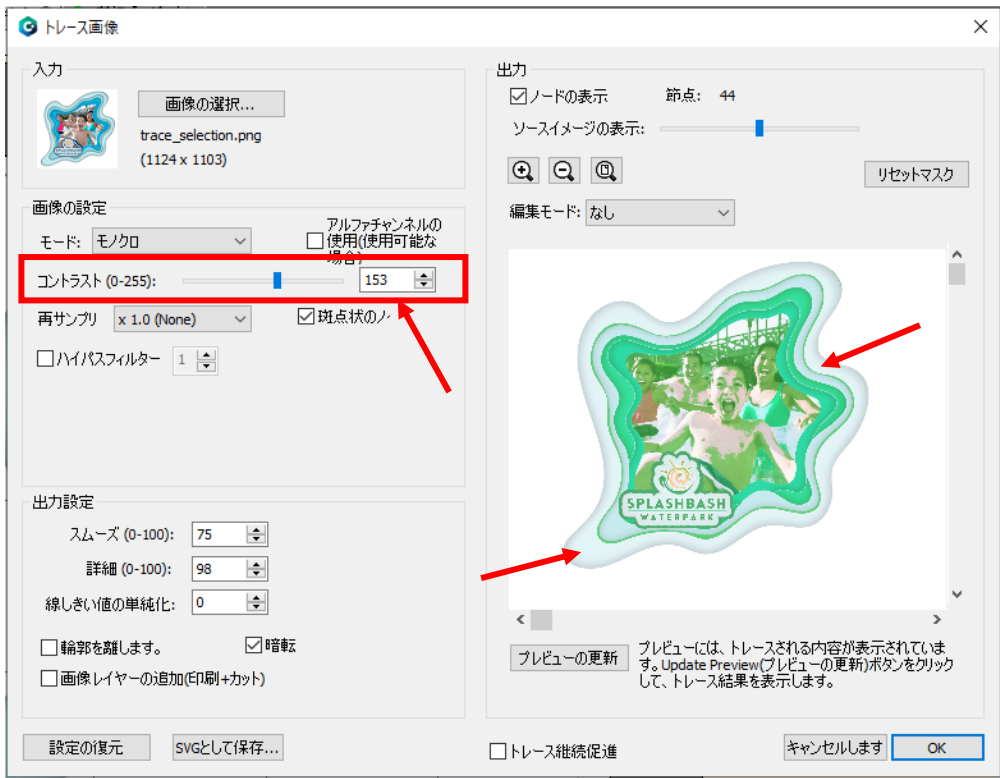 トレース画像
入力
画像の選択...
trace_selection.png
(1124 x 1103)
画像の設定
モード: モノクロ
アルファチャンネルの
使用(使用可能な
場合)
コントラスト (0-255): 153
再サンプリ x 1.0 (None)
斑点状のノ
ハイパスフィルター 1
出力設定
スムーズ (0-100): 75
詳細 (0-100): 98
線しきい値の単純化: 0
輪郭を離します。
暗転
画像レイヤーの追加(印刷+カット)
設定の復元
SVGとして保存...
出力
ノードの表示
節点: 44
ソースイメージの表示:
リセットマスク
編集モード: なし
SPLASHBASH
WATERPARK
プレビューの更新
プレビューには、トレースされる内容が表示されていま
す。Update Preview(プレビューの更新)ボタンをクリック
して、トレース結果を表示します。
トレース継続促進
キャンセルします
OK